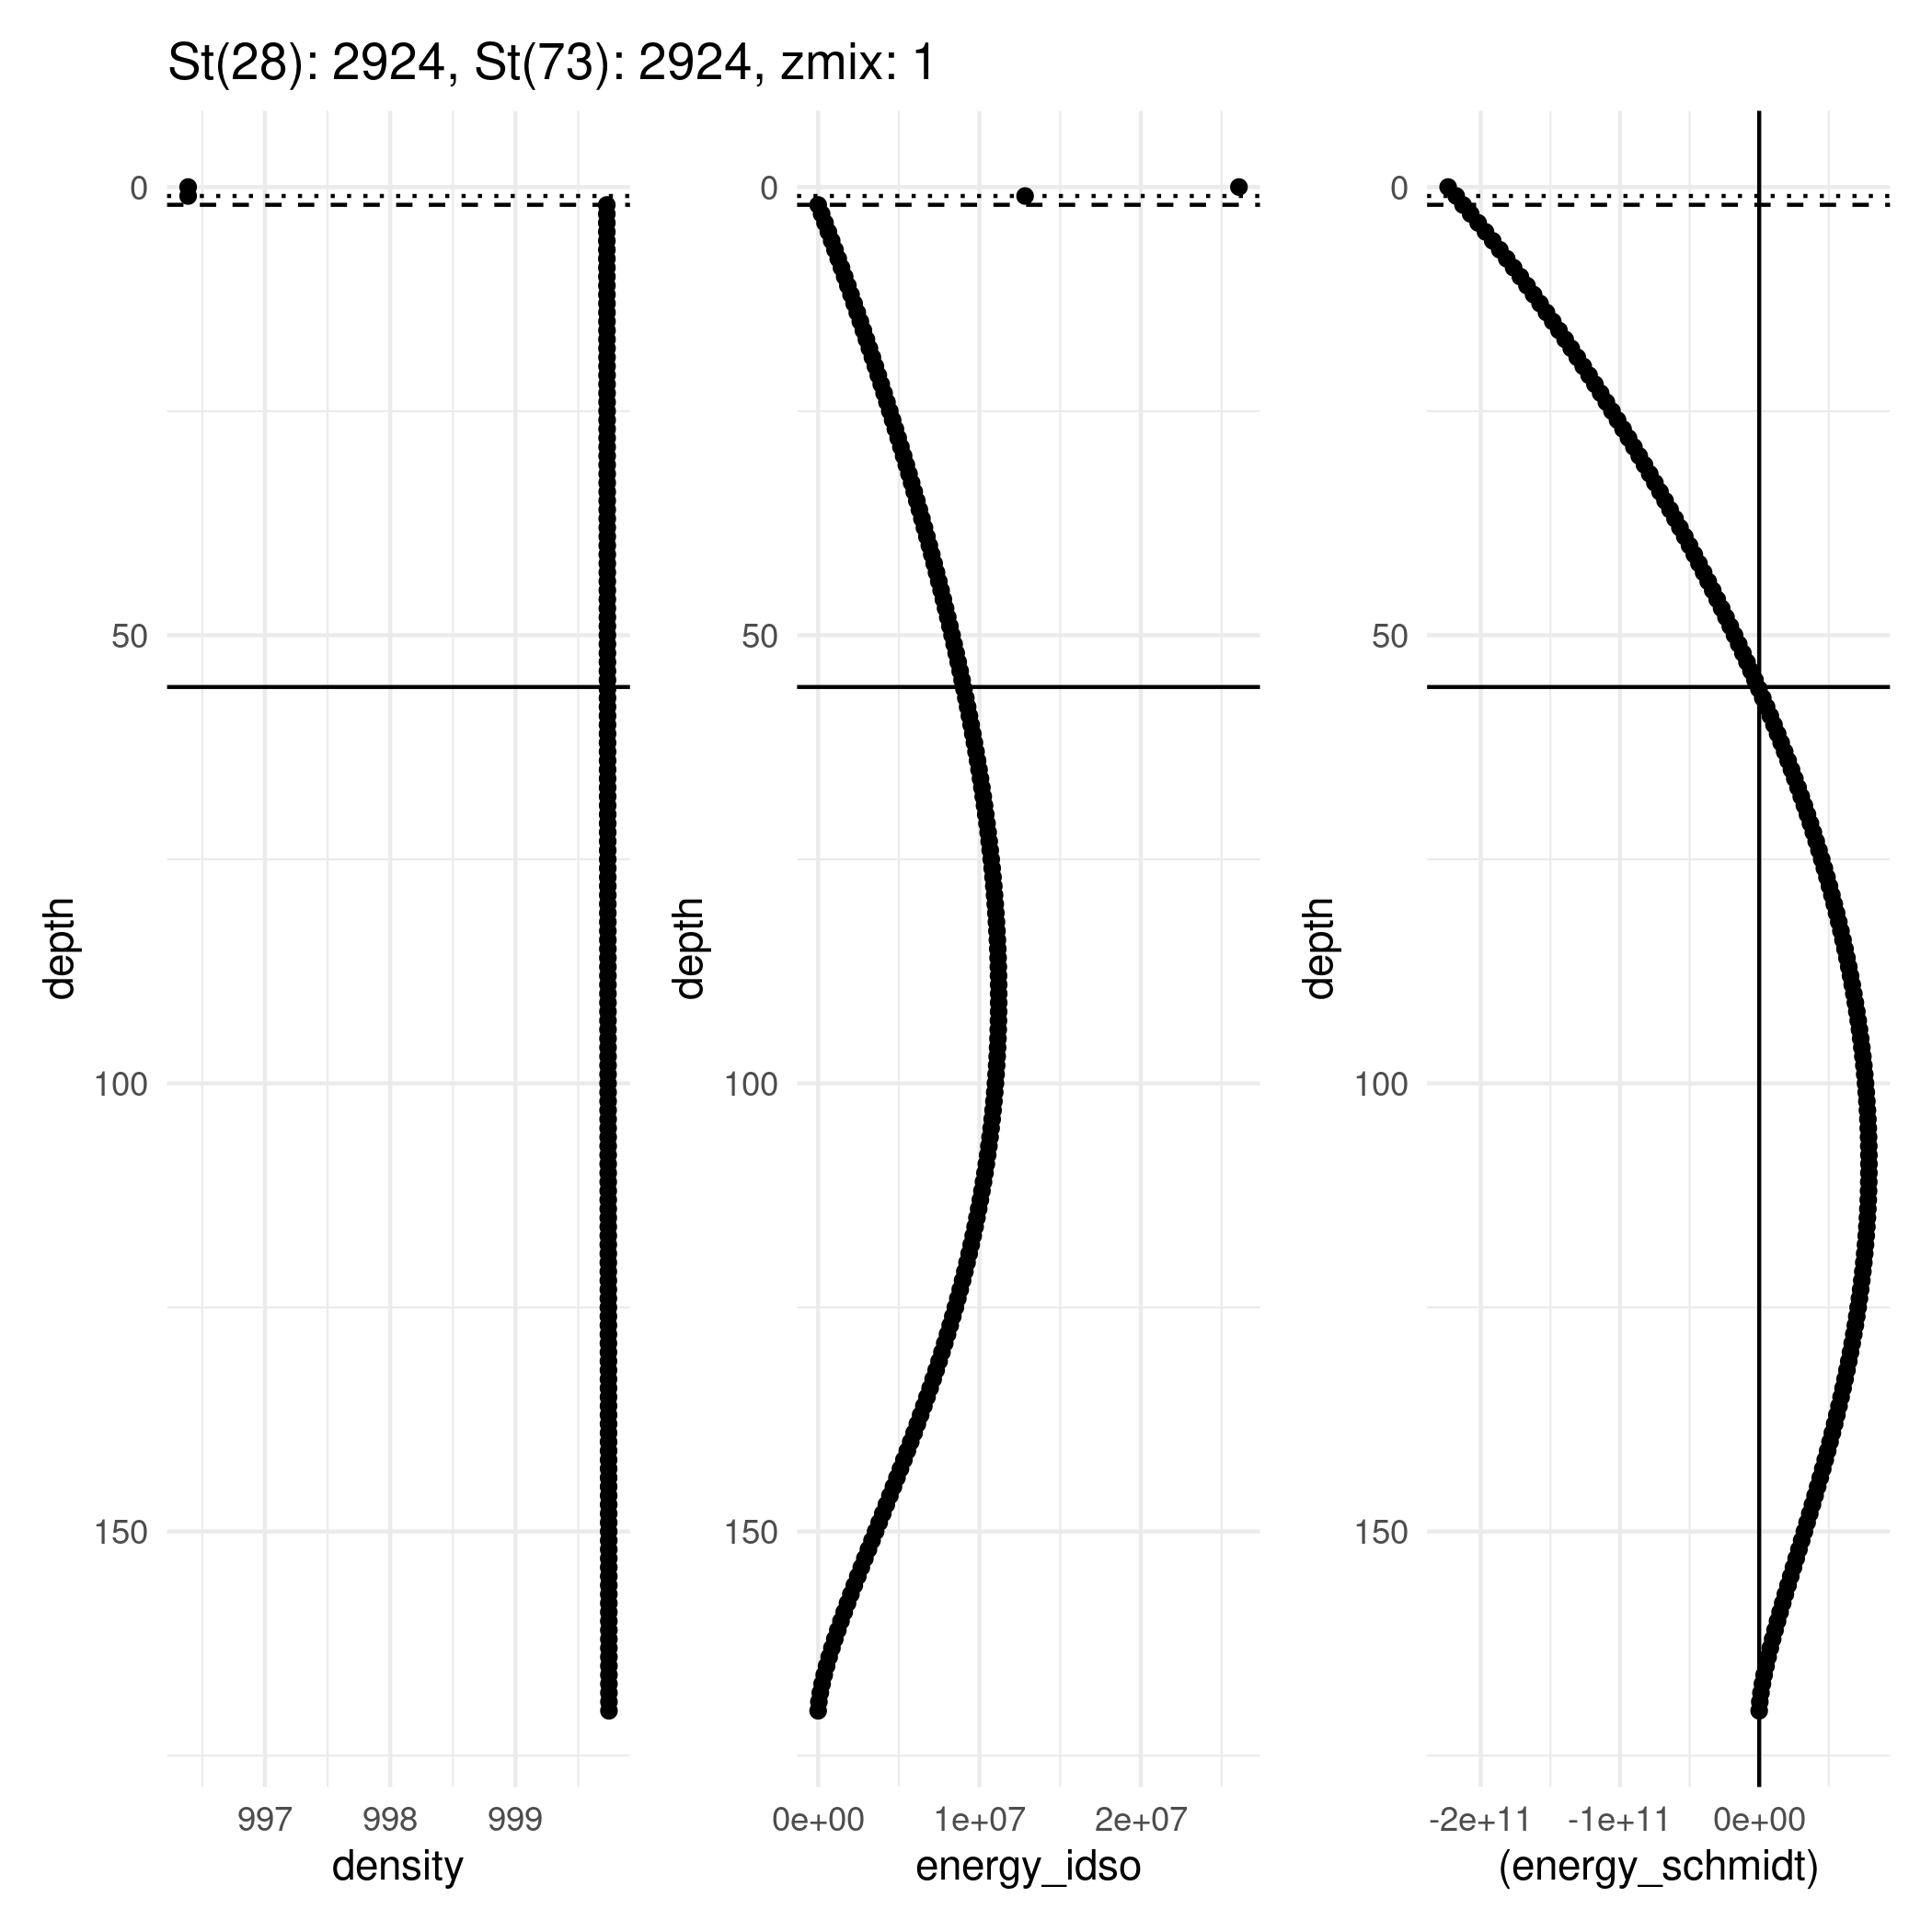 St(28): 2924, St(73): 2924, zmix: 1
0
50
100
150
depth
997 998 999
density
0
50
100
150
depth
0e+00 1e+07 2e+07
energy_idso
0
50
100
150
depth
-2e+11 -1e+11 0e+00
(energy_schmidt)